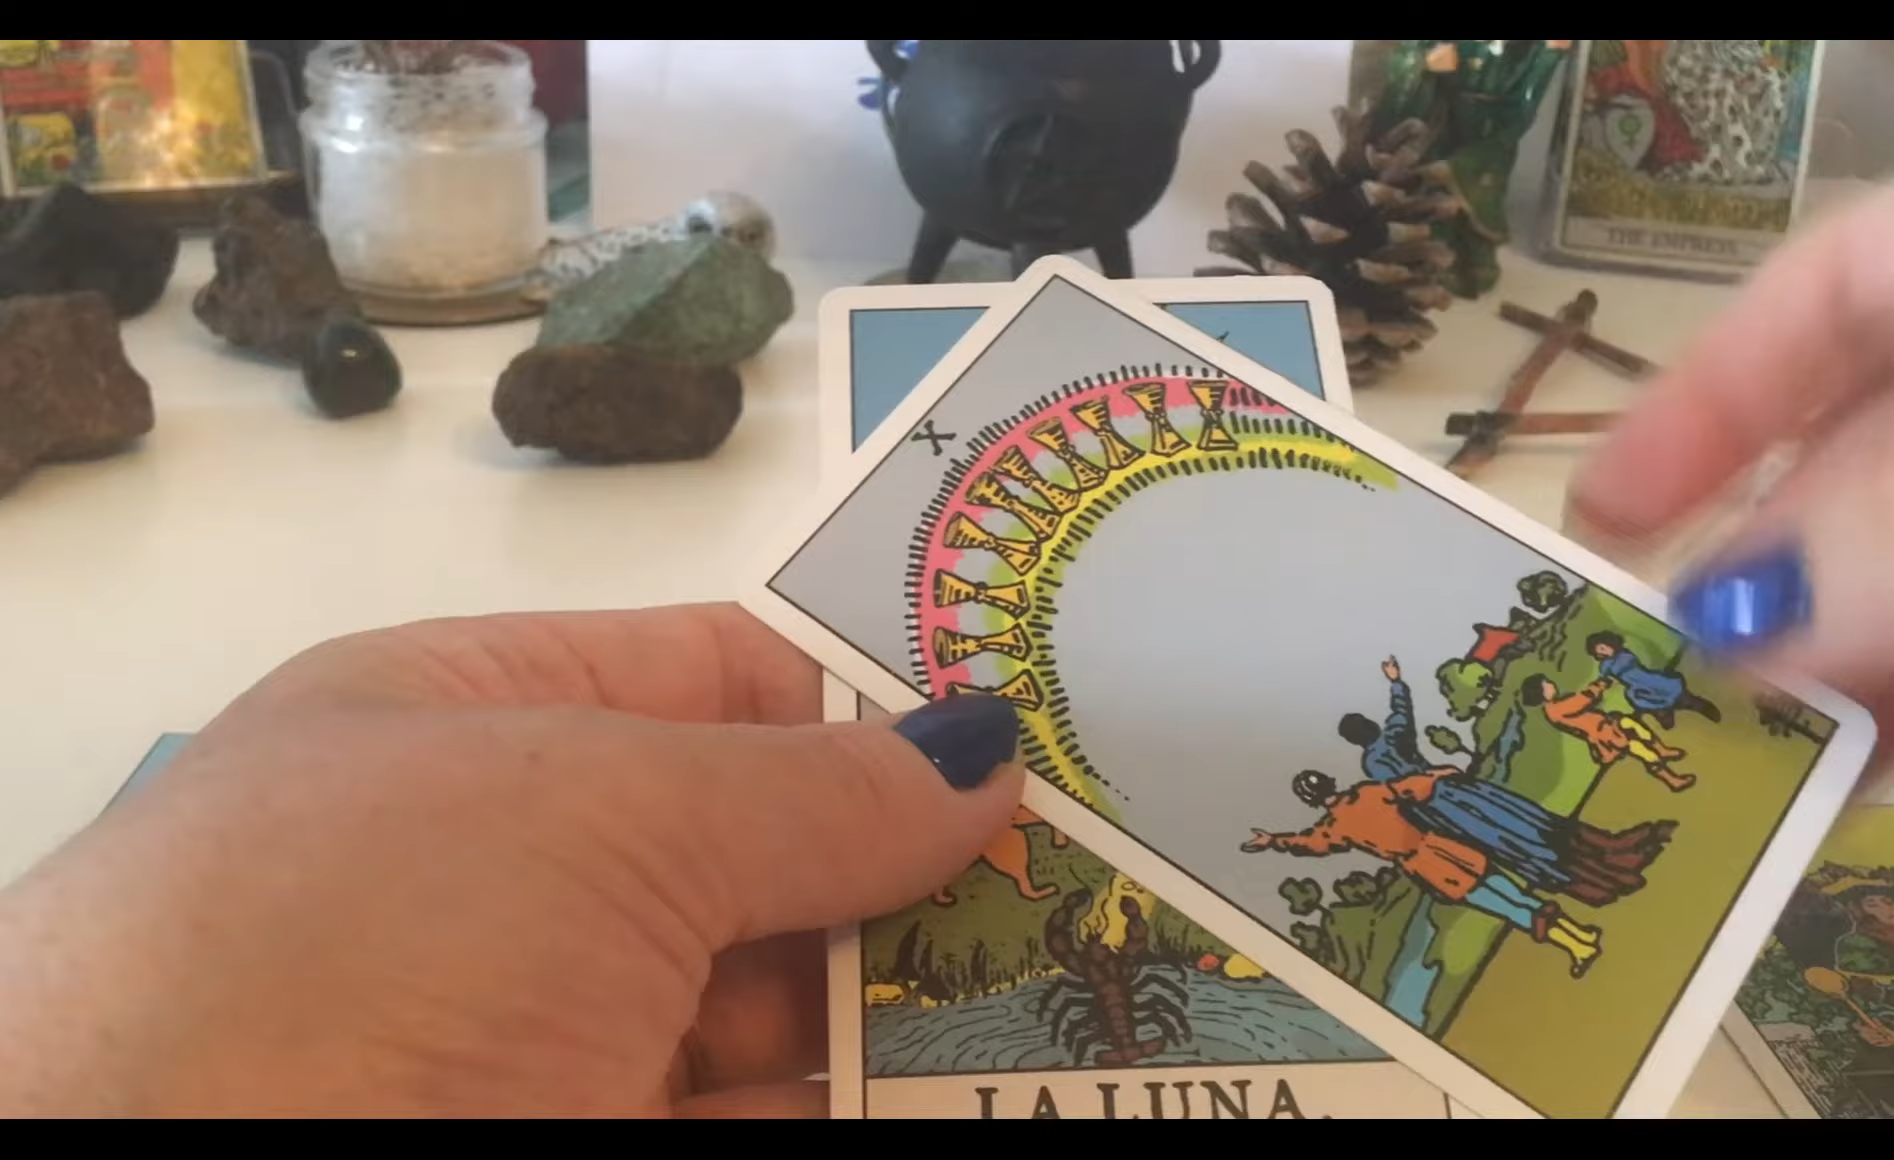 THE EMPRESS.
X
LA LUNA.